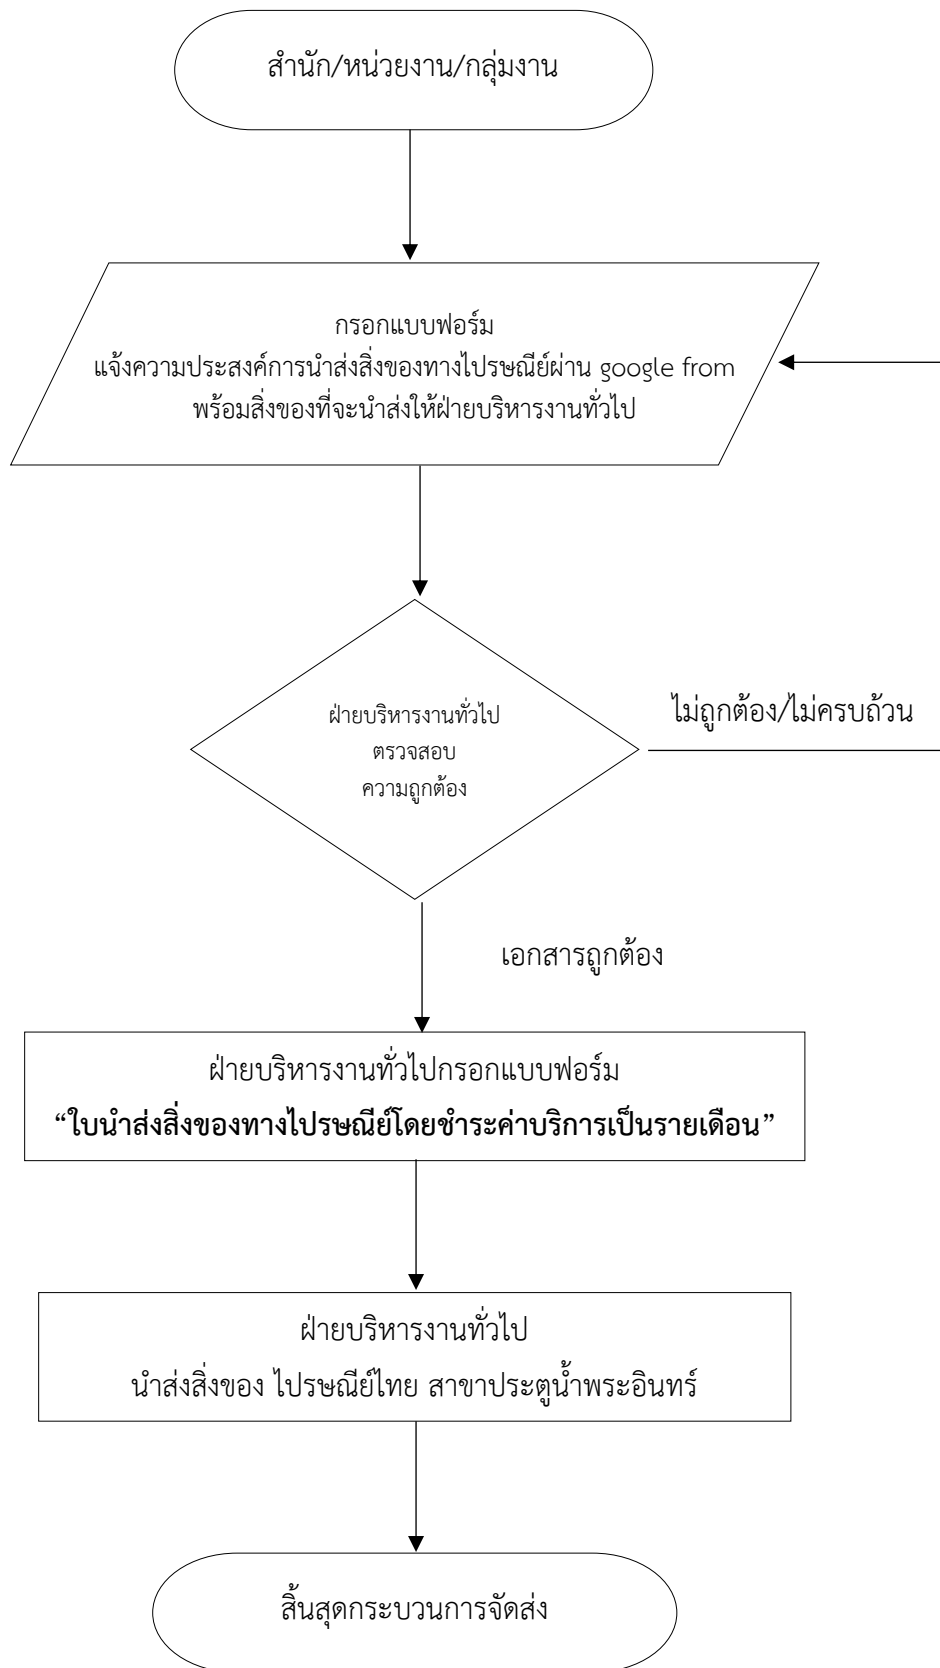 สำนัก/หน่วยงาน/กลุ่มงาน
กรอกแบบฟอร์ม
แจ้งความประสงค์การนำส่งสิ่งของทางไปรษณีย์ผ่าน google from
พร้อมสิ่งของที่จะนำส่งให้ฝ่ายบริหารงานทั่วไป
ฝ่ายบริหารงานทั่วไป
ตรวจสอบ
ความถูกต้อง
ไม่ถูกต้อง/ไม่ครบถ้วน
เอกสารถูกต้อง
ฝ่ายบริหารงานทั่วไปกรอกแบบฟอร์ม
“ใบนำส่งสิ่งของทางไปรษณีย์โดยชำระค่าบริการเป็นรายเดือน”
ฝ่ายบริหารงานทั่วไป
นำส่งสิ่งของ ไปรษณีย์ไทย สาขาประตูน้ำพระอินทร์
สิ้นสุดกระบวนการจัดส่ง